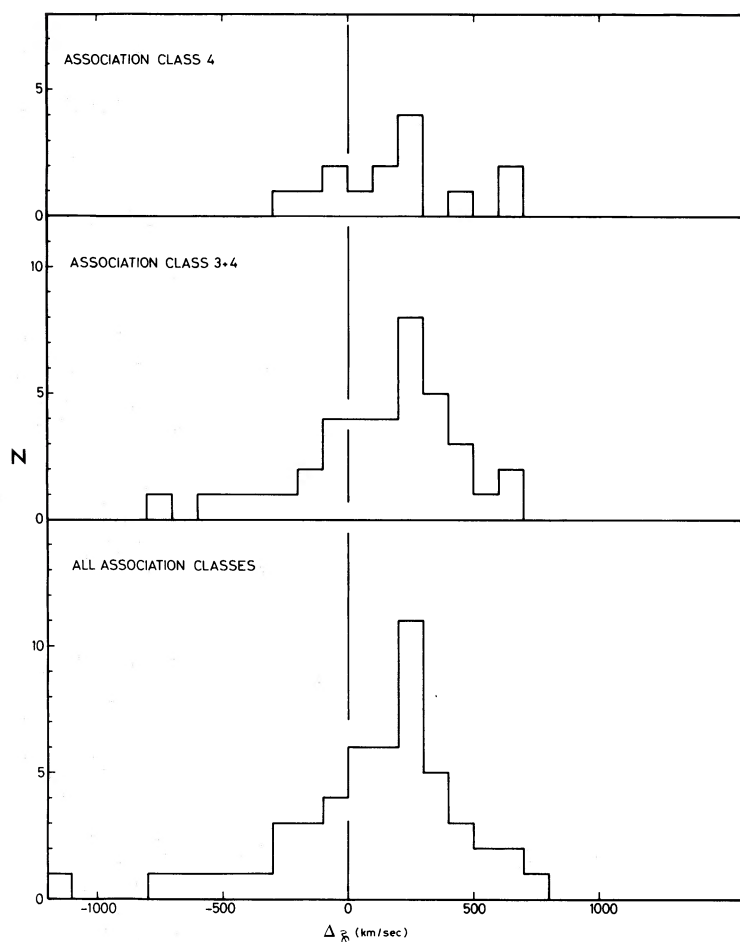 ASSOCIATION CLASS 4
5
0
ASSOCIATION CLASS 3+4
10
5
0
N
ALL ASSOCIATION CLASSES
10
5
0
-1000 -500 0 500 1000
Δ (km/sec)